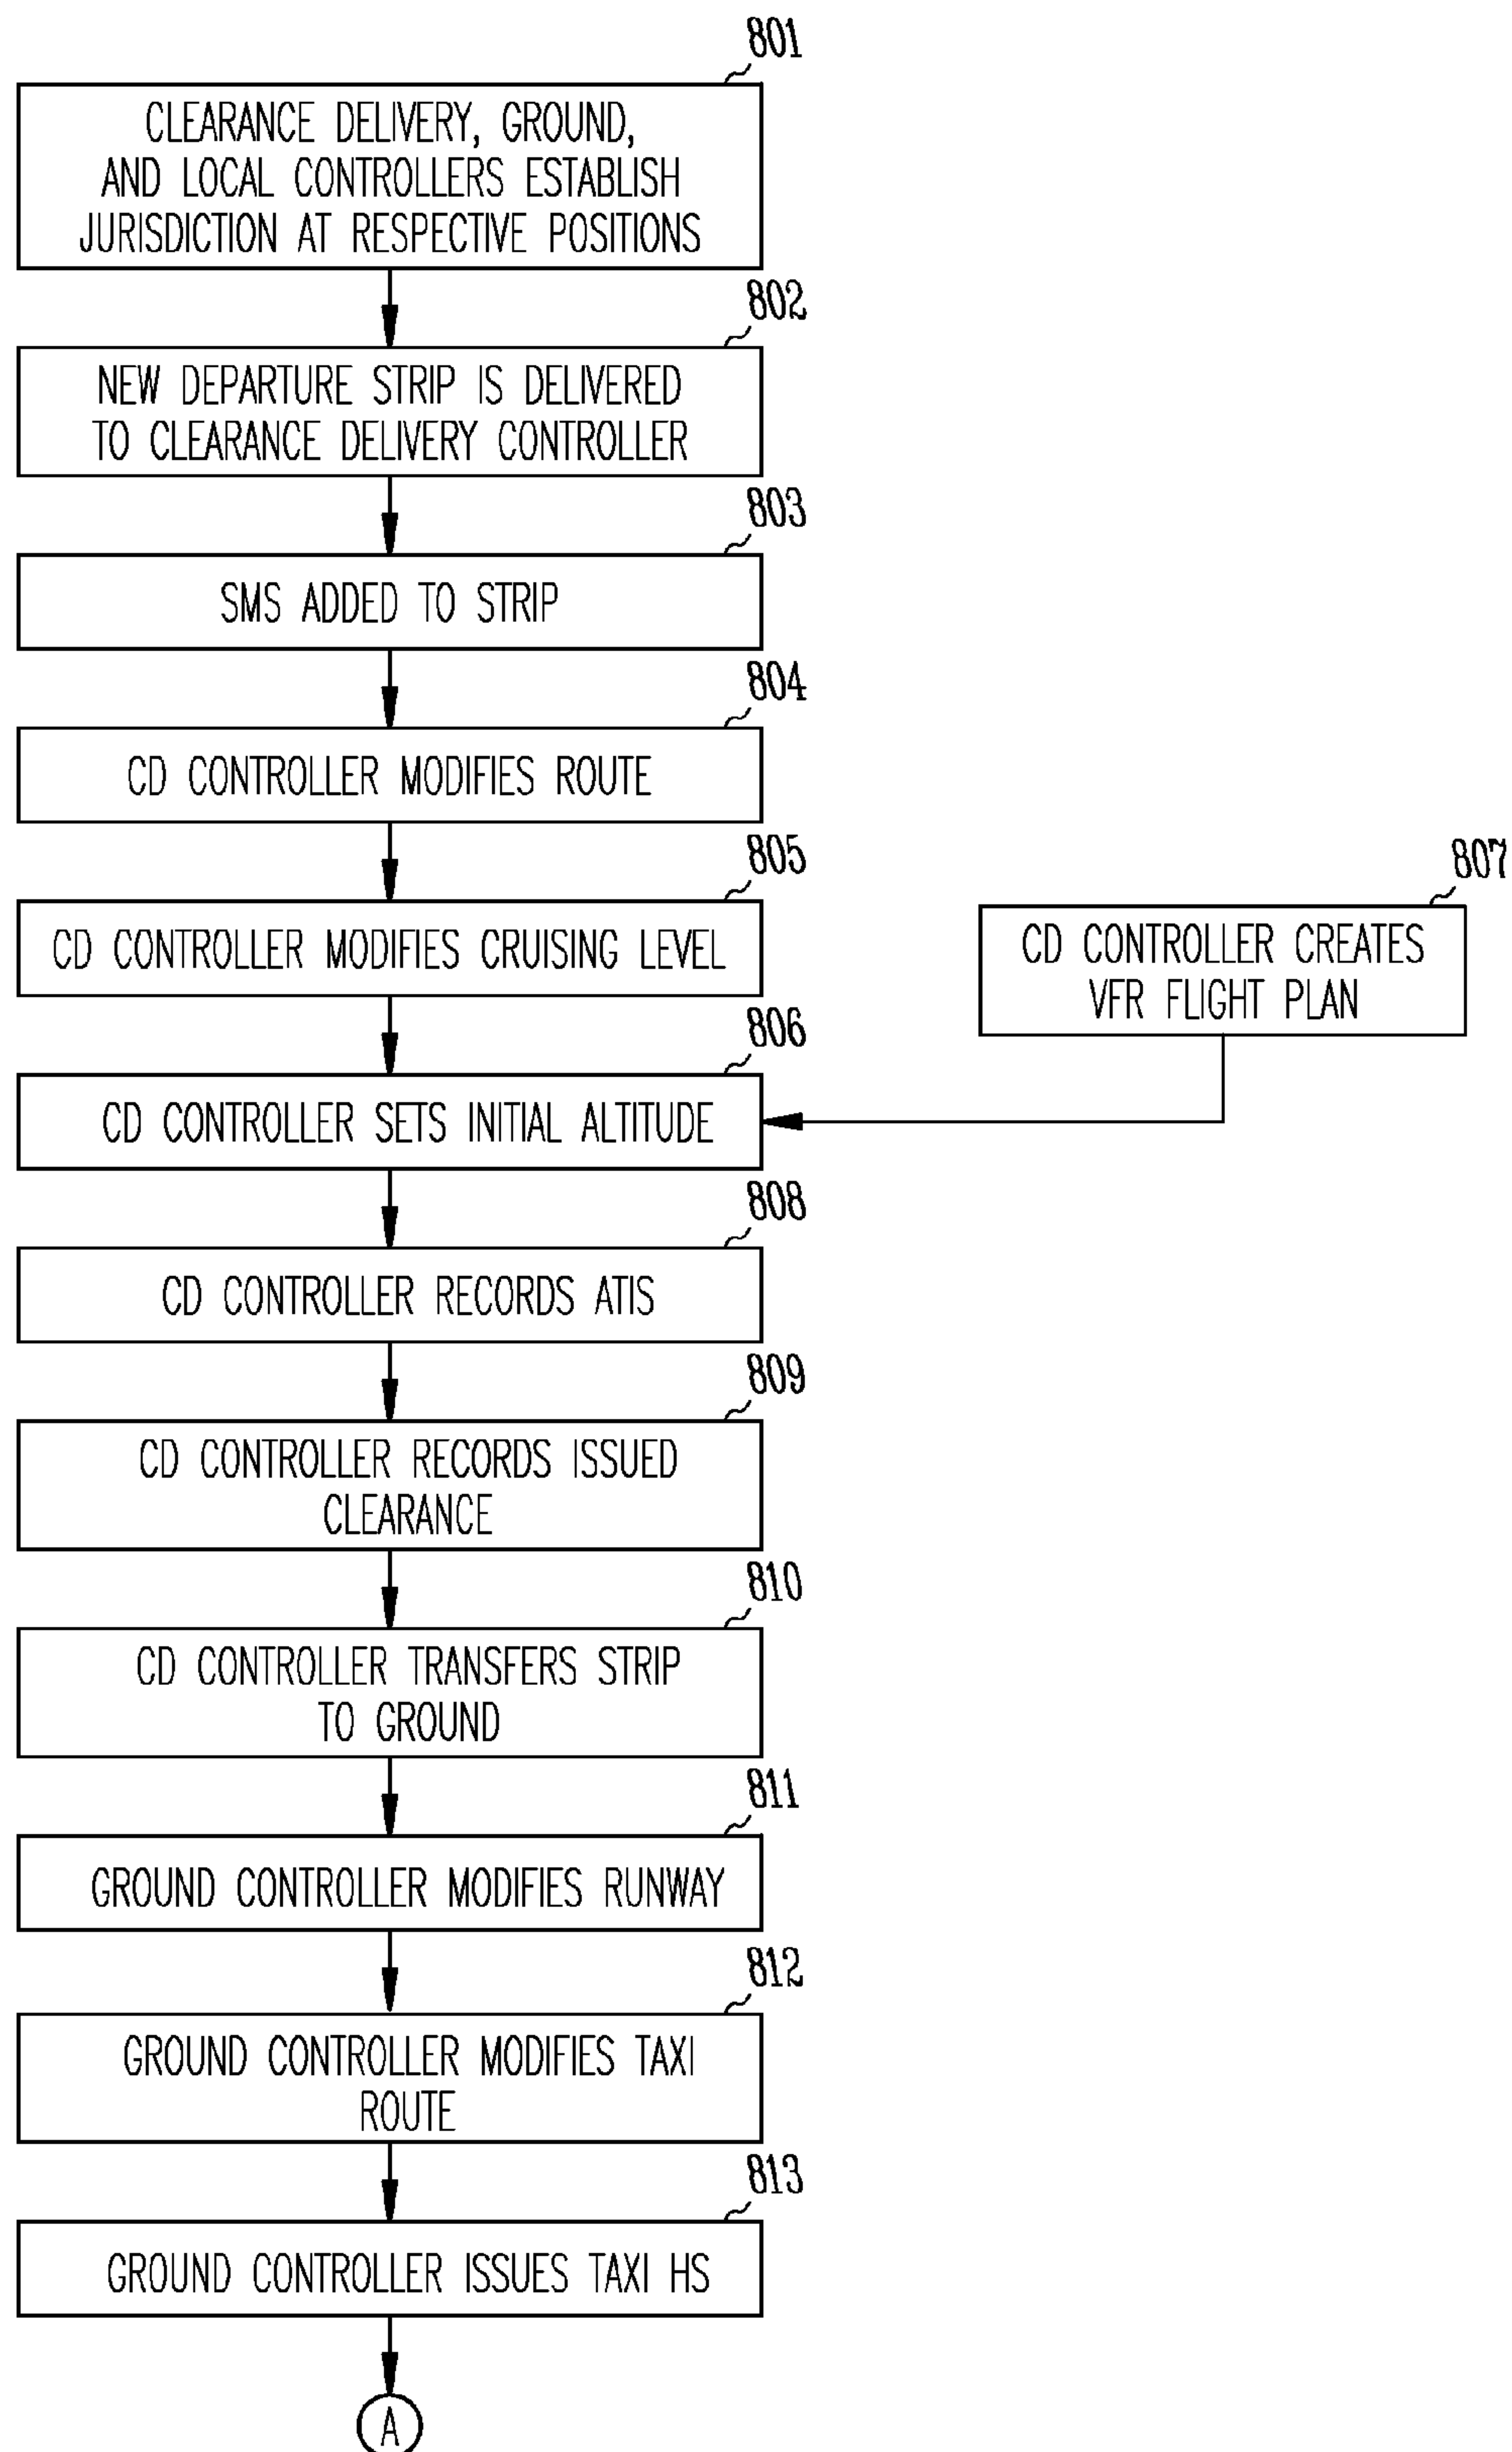 801
CLEARANCE DELIVERY, GROUND,
AND LOCAL CONTROLLERS ESTABLISH
JURISDICTION AT RESPECTIVE POSITIONS
802
NEW DEPARTURE STRIP IS DELIVERED
TO CLEARANCE DELIVERY CONTROLLER
803
SMS ADDED TO STRIP
804
CD CONTROLLER MODIFIES ROUTE
805
CD CONTROLLER MODIFIES CRUISING LEVEL
807
CD CONTROLLER CREATES
VFR FLIGHT PLAN
806
CD CONTROLLER SETS INITIAL ALTITUDE
808
CD CONTROLLER RECORDS ATIS
809
CD CONTROLLER RECORDS ISSUED
CLEARANCE
810
CD CONTROLLER TRANSFERS STRIP
TO GROUND
811
GROUND CONTROLLER MODIFIES RUNWAY
812
GROUND CONTROLLER MODIFIES TAXI
ROUTE
813
GROUND CONTROLLER ISSUES TAXI HS
A